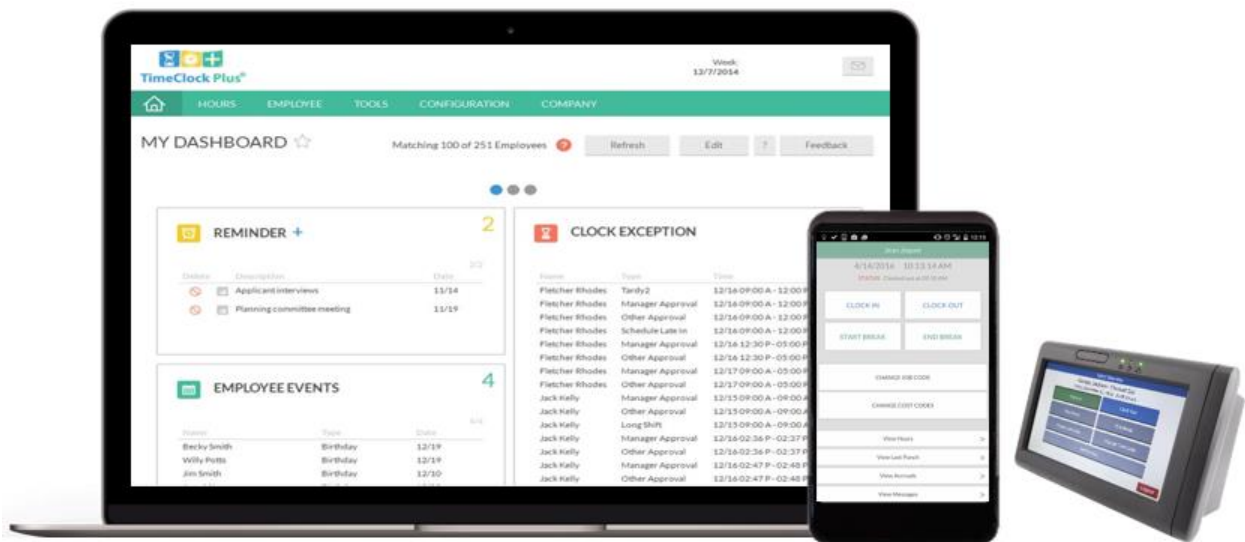 TimeClock Plus®
Week:
12/7/2014
HOURS EMPLOYEE TOOLS CONFIGURATION COMPANY
MY DASHBOARD
Matching 100 of 251 Employees ? Refresh Edit ? Feedback
REMINDER + 2
2/2
Delete Description Date
Applicant interviews 11/14
Planning committee meeting 11/19
EMPLOYEE EVENTS 4
Name Type Date
Becky Smith Birthday 12/19
Willy Potts Birthday 12/19
Jim Smith Birthday 12/10
CLOCK EXCEPTION
Name Type Time
Fletcher Rhodes Tardy2 12/16 09:00 A - 12:00 P
Fletcher Rhodes Manager Approval 12/16 09:00 A - 12:00 P
Fletcher Rhodes Other Approval 12/16 09:00 A - 12:00 P
Fletcher Rhodes Schedule Late In 12/16 09:00 A - 12:00 P
Fletcher Rhodes Manager Approval 12/16 12:30 P - 05:00 P
Fletcher Rhodes Other Approval 12/16 12:30 P - 05:00 P
Fletcher Rhodes Manager Approval 12/17 09:00 A - 05:00 P
Fletcher Rhodes Other Approval 12/17 09:00 A - 05:00 P
Jack Kelly Manager Approval 12/15 09:00 A - 09:00 A
Jack Kelly Other Approval 12/15 09:00 A - 09:00 A
Jack Kelly Long Shift 12/15 09:00 A - 09:00 A
Jack Kelly Manager Approval 12/16 02:36 P - 02:37 P
Jack Kelly Other Approval 12/16 02:36 P - 02:37 P
Jack Kelly Manager Approval 12/16 02:47 P - 02:48 P
Jack Kelly Other Approval 12/16 02:47 P - 02:48 P
4/14/2016 10:13:14 AM
CLOCK IN CLOCK OUT
START BREAK END BREAK
CHANGE JOB CODE
CHANGE COST CODES
View Hours
View Last Punch
View Accruals
View Messages